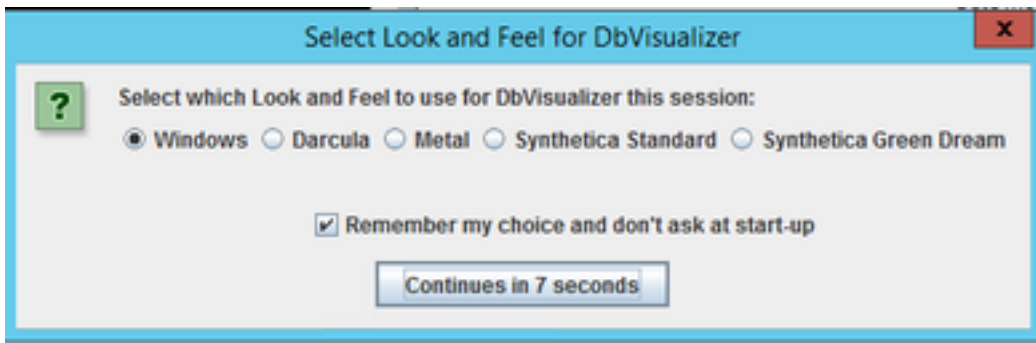 Select Look and Feel for DbVisualizer
x
?
Select which Look and Feel to use for DbVisualizer this session:
Windows Darcula Metal Synthetica Standard Synthetica Green Dream
Remember my choice and don't ask at start-up
Continues in 7 seconds